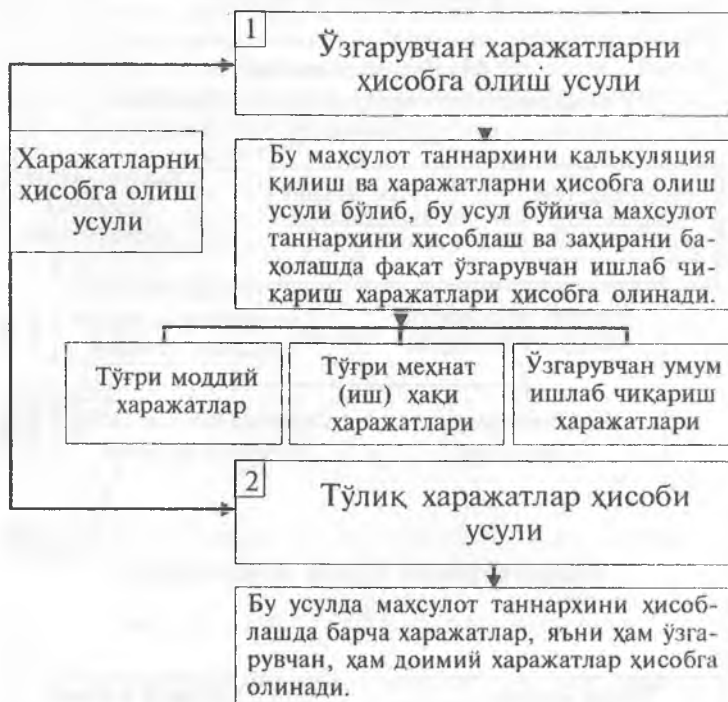 1
Ўзгарувчан харажатларни
ҳисобга олиш усули
Харажатларни
ҳисобга олиш
усули
Бу маҳсулот таннархини калькуляция
қилиш ва харажатларни ҳисобга олиш
усули бўлиб, бу усул бўйича маҳсулот
таннархини ҳисоблаш ва заҳирани ба-
ҳолашда фақат ўзгарувчан ишлаб чи-
қариш харажатлари ҳисобга олинади.
Тўғри моддий
харажатлар
Тўғри меҳнат
(иш) ҳақи
харажатлари
Ўзгарувчан умум
ишлаб чиқариш
харажатлари
2
Тўлиқ харажатлар ҳисоби
усули
Бу усулда маҳсулот таннархини ҳисоб-
лашда барча харажатлар, яъни ҳам ўзга-
рувчан, ҳам доимий харажатлар ҳисобга
олинади.